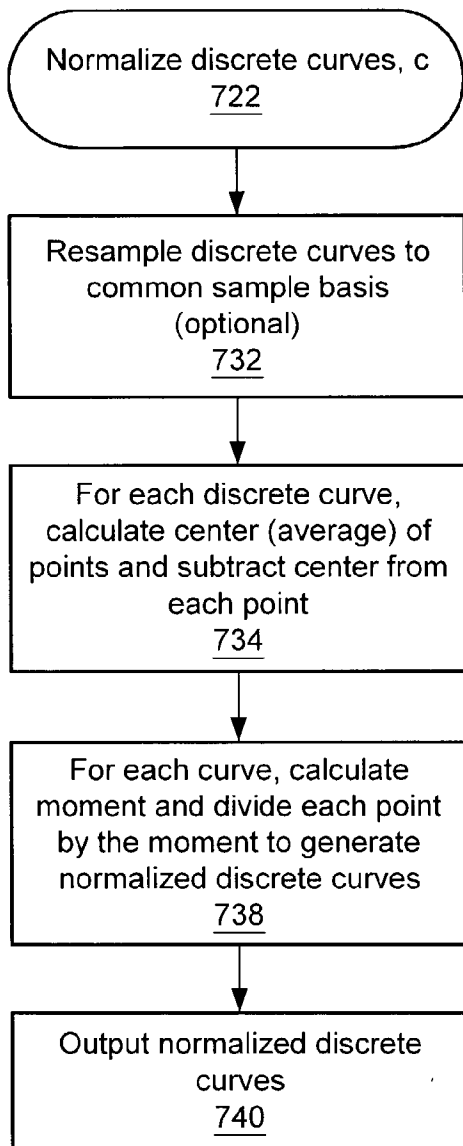 Normalize discrete curves, c
722
Resample discrete curves to
common sample basis
(optional)
732
For each discrete curve,
calculate center (average) of
points and subtract center from
each point
734
For each curve, calculate
moment and divide each point
by the moment to generate
normalized discrete curves
738
Output normalized discrete
curves
740